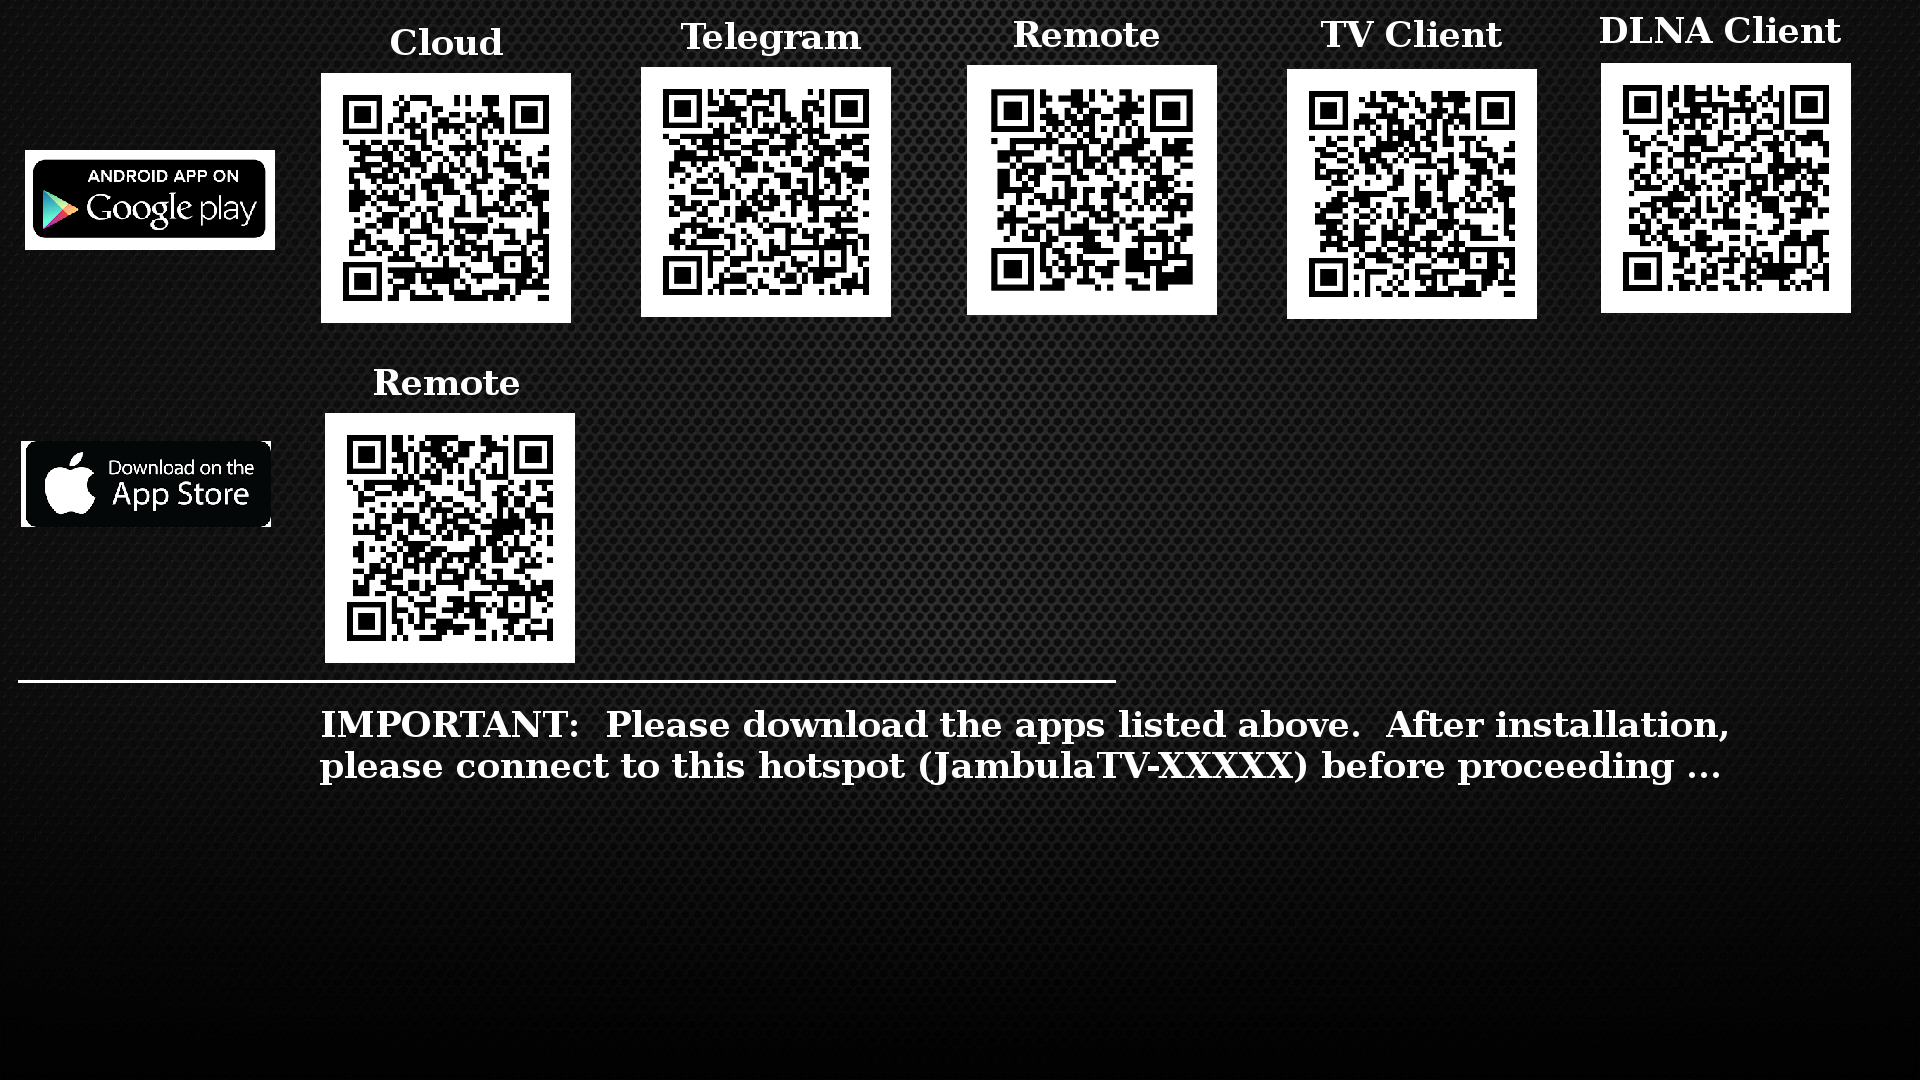 Cloud
Telegram
Remote
TV Client
DLNA Client
ANDROID APP ON
Google play
Remote
Download on the
App Store
IMPORTANT:  Please download the apps listed above.  After installation,
please connect to this hotspot (JambulaTV-XXXXX) before proceeding ...